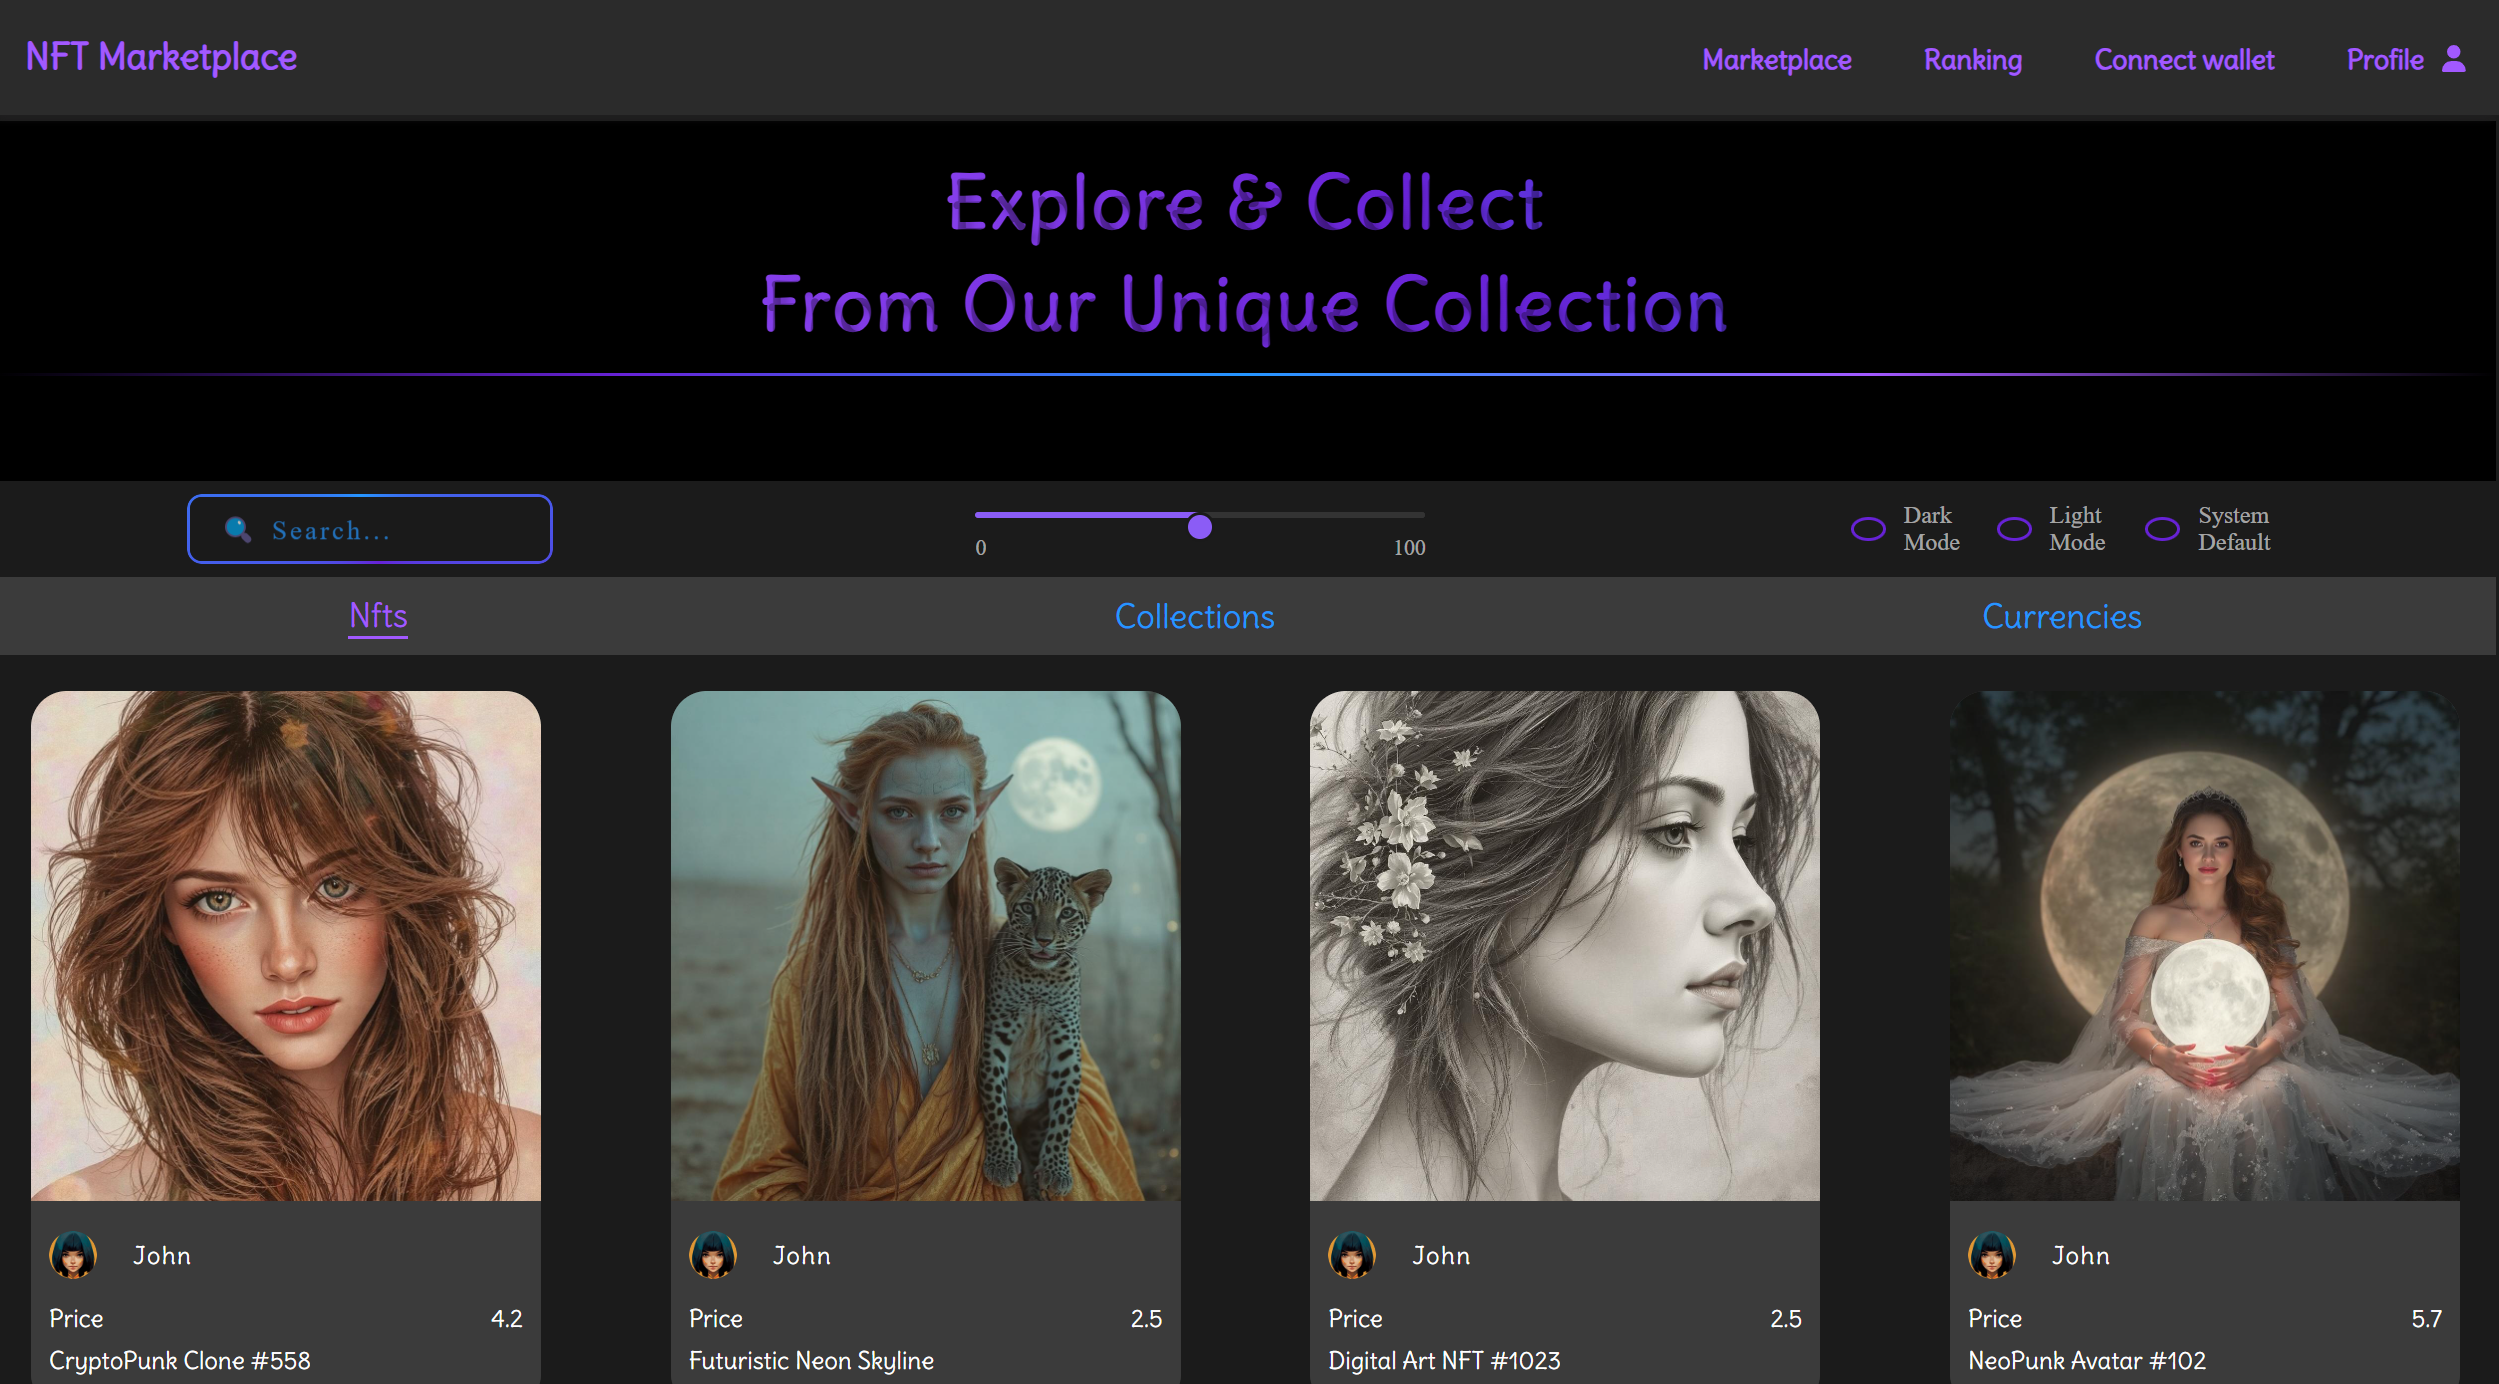 NFT Marketplace
Marketplace
Ranking
Connect wallet
Profile
Explore & Collect
From Our Unique Collection
Search...
0
100
Dark
Mode
Light
Mode
System
Default
Nfts
Collections
Currencies
John
Price 4.2
CryptoPunk Clone #558
John
Price 2.5
Futuristic Neon Skyline
John
Price 2.5
Digital Art NFT #1023
John
Price 5.7
NeoPunk Avatar #102